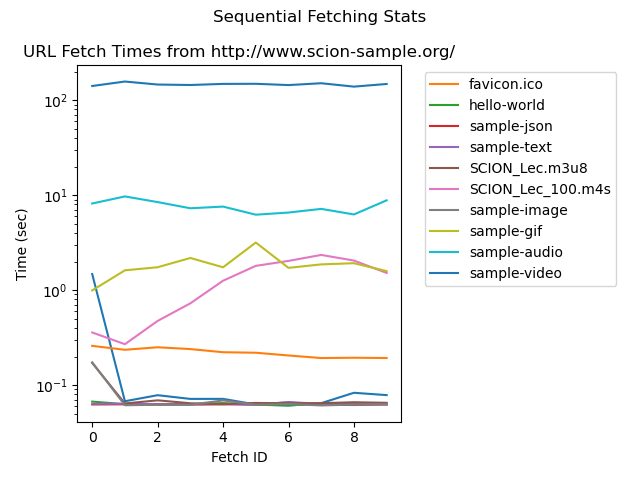 Sequential Fetching Stats
URL Fetch Times from http://www.scion-sample.org/
10²
10¹
10⁰
10⁻¹
Time (sec)
0 2 4 6 8
Fetch ID
favicon.ico
hello-world
sample-json
sample-text
SCION_Lec.m3u8
SCION_Lec_100.m4s
sample-image
sample-gif
sample-audio
sample-video